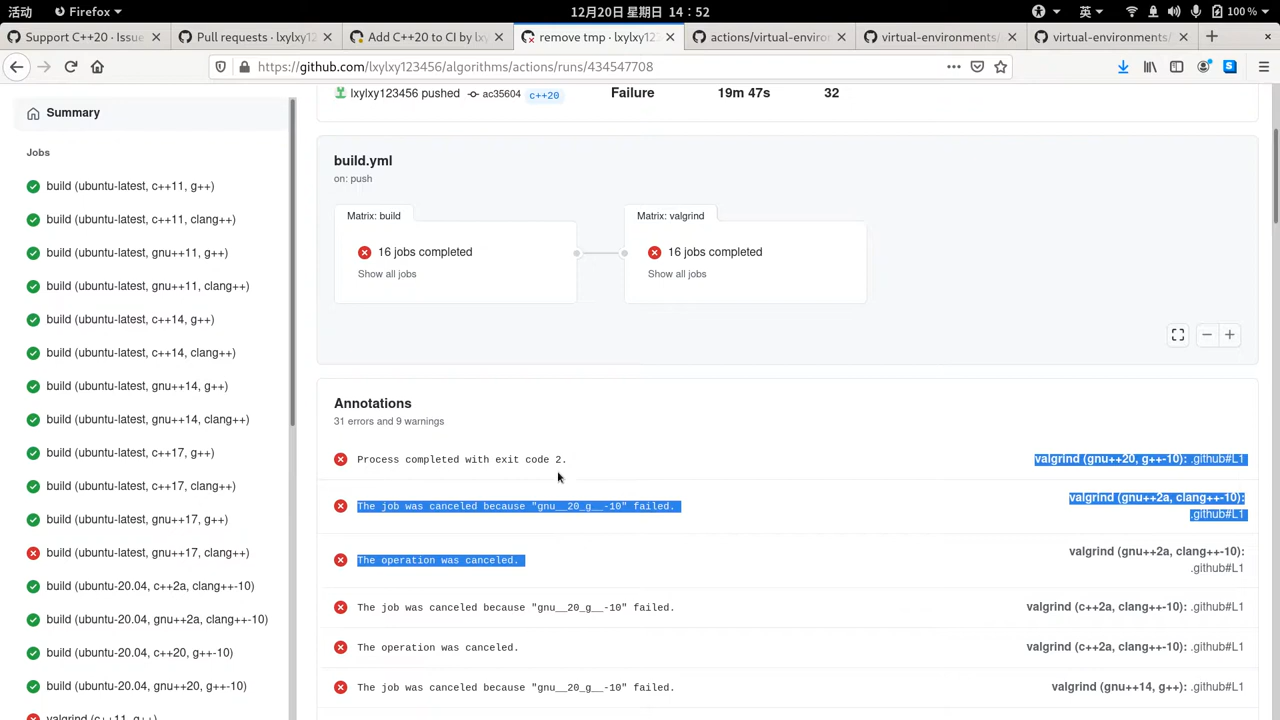 活动
Firefox
12月20日 星期日 14：52
英
100 %
Support C++20 · Issue
Pull requests · lxylxy12
Add C++20 to CI by lxy
remove tmp · lxylxy123
actions/virtual-enviro
virtual-environments/
virtual-environments/
https://github.com/lxylxy123456/algorithms/actions/runs/434547708
Summary
Jobs
build (ubuntu-latest, c++11, g++)
build (ubuntu-latest, c++11, clang++)
build (ubuntu-latest, gnu++11, g++)
build (ubuntu-latest, gnu++11, clang++)
build (ubuntu-latest, c++14, g++)
build (ubuntu-latest, c++14, clang++)
build (ubuntu-latest, gnu++14, g++)
build (ubuntu-latest, gnu++14, clang++)
build (ubuntu-latest, c++17, g++)
build (ubuntu-latest, c++17, clang++)
build (ubuntu-latest, gnu++17, g++)
build (ubuntu-latest, gnu++17, clang++)
build (ubuntu-20.04, c++2a, clang++-10)
build (ubuntu-20.04, gnu++2a, clang++-10)
build (ubuntu-20.04, c++20, g++-10)
build (ubuntu-20.04, gnu++20, g++-10)
valgrind (c++11, g++)
lxylxy123456 pushed ac35604 c++20
Failure
19m 47s
32
build.yml
on: push
Matrix: build
16 jobs completed
Show all jobs
Matrix: valgrind
16 jobs completed
Show all jobs
Annotations
31 errors and 9 warnings
Process completed with exit code 2.
valgrind (gnu++20, g++-10): .github#L1
The job was canceled because "gnu__20_g__-10" failed.
valgrind (gnu++2a, clang++-10):
.github#L1
The operation was canceled.
valgrind (gnu++2a, clang++-10):
.github#L1
The job was canceled because "gnu__20_g__-10" failed.
valgrind (c++2a, clang++-10): .github#L1
The operation was canceled.
valgrind (c++2a, clang++-10): .github#L1
The job was canceled because "gnu__20_g__-10" failed.
valgrind (gnu++14, g++): .github#L1